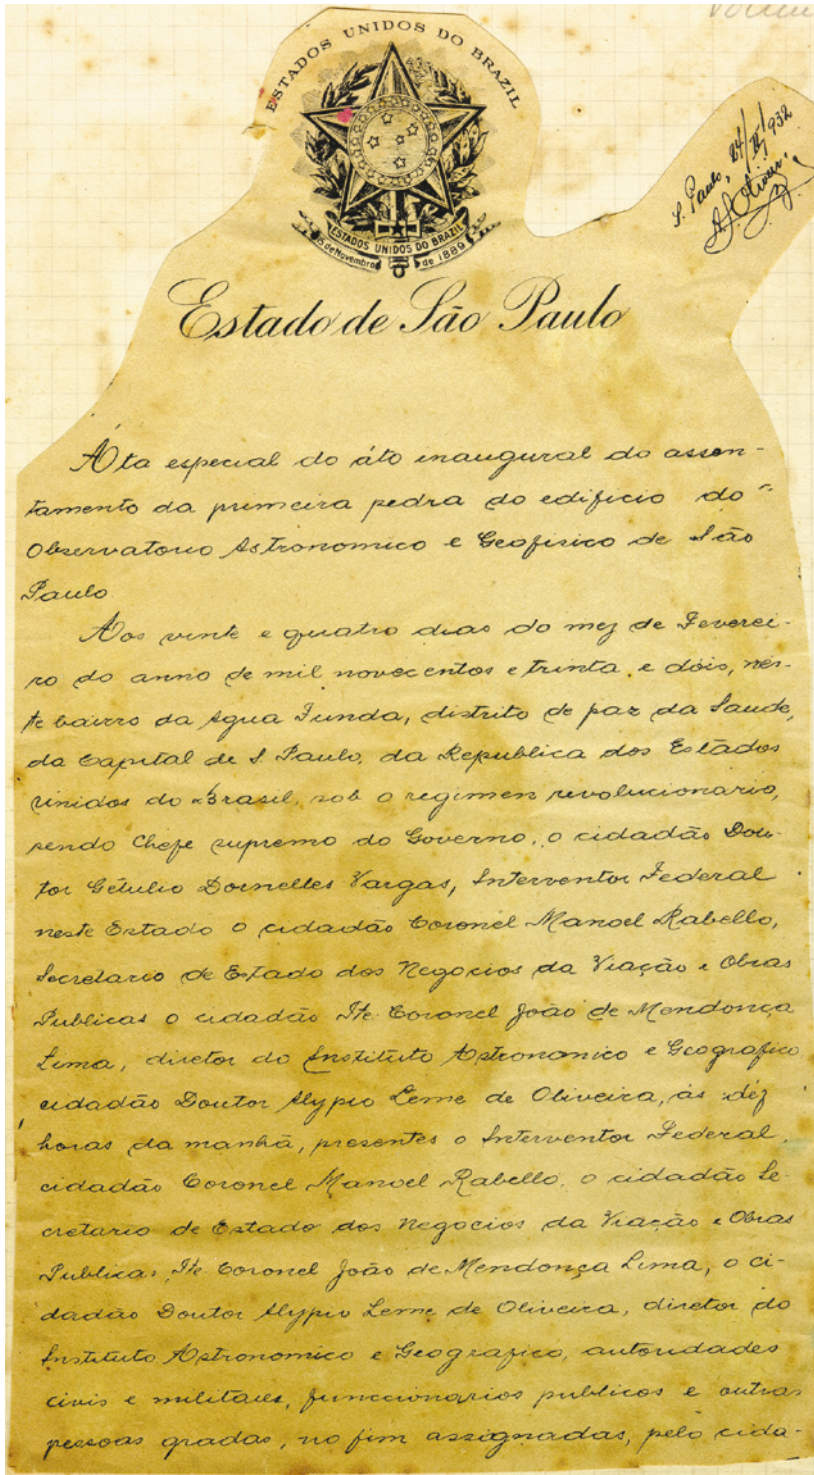 ESTADOS UNIDOS DO BRAZIL
S. Paulo, 24/II/932
ESTADOS UNIDOS DO BRAZIL
15 de Novembro de 1889
Estado de São Paulo
Áta especial do áto inaugural do assen-
tamento da primeira pedra do edificio do
Observatorio Astronomico e Geofisico de São
Paulo
Aos vinte e quatro dias do mez de Feverei-
ro do anno de mil novecentos e trinta e dois, nes-
te bairro da Agua Funda, distrito de paz da Saude,
da Capital de S. Paulo, da Republica dos Estados
Unidos do Brasil, sob o regimen revolucionario,
sendo Chefe supremo do Governo, o cidadão Dou-
tor Getulio Dornelles Vargas, Interventor Federal
neste Estado o cidadão Coronel Manoel Rabello,
Secretario de Estado dos Negocios da Viação e Obras
Publicas o cidadão Tte. Coronel João de Mendonça
Lima, diretor do Instituto Astronomico e Geografico
cidadão Doutor Alypio Leme de Oliveira, ás déz
horas da manhã, presentes o Interventor Federal,
cidadão Coronel Manoel Rabello, o cidadão Se-
cretario de Estado dos Negocios da Viação e Obras
Publicas, Tte. Coronel João de Mendonça Lima, o ci-
dadão Doutor Alypio Leme de Oliveira, diretor do
Instituto Astronomico e Geografico, autoridades
civis e militares, funccionarios publicos e outras
pessoas gradas, no fim assignadas, pelo cida-